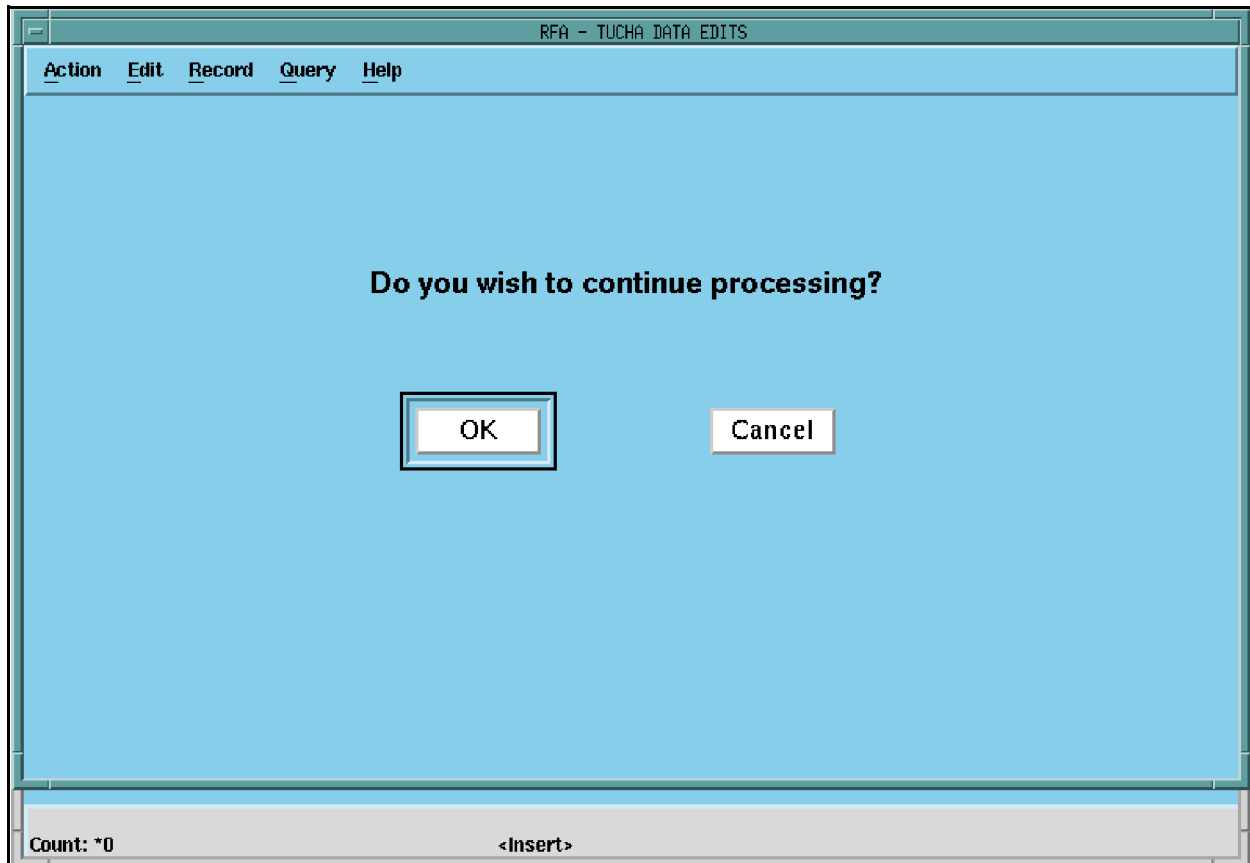 RFA - TUCHA DATA EDITS
Action Edit Record Query Help
Do you wish to continue processing?
OK Cancel
Count: *0 <Insert>